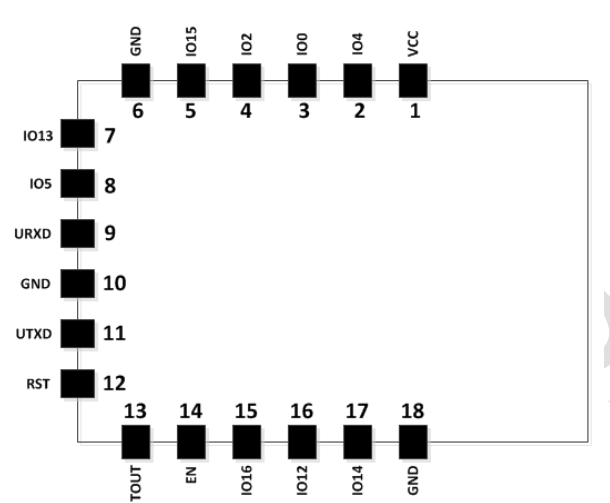 GND IO15 IO2 IO0 IO4 VCC
6 5 4 3 2 1
IO13 7
IO5 8
URXD 9
GND 10
UTXD 11
RST 12
13 14 15 16 17 18
TOUT EN IO16 IO12 IO14 GND